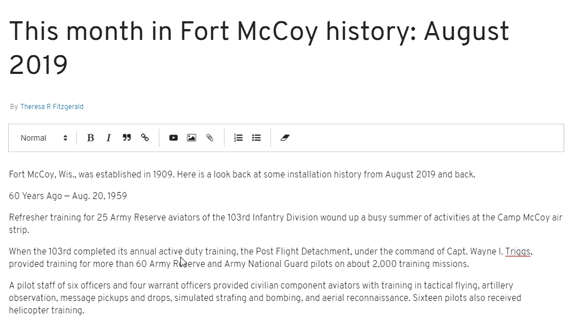 This month in Fort McCoy history: August
2019
By Theresa R Fitzgerald
Normal B I
Fort McCoy, Wis., was established in 1909. Here is a look back at some installation history from August 2019 and back.
60 Years Ago — Aug. 20, 1959
Refresher training for 25 Army Reserve aviators of the 103rd Infantry Division wound up a busy summer of activities at the Camp McCoy air
strip.
When the 103rd completed its annual active duty training, the Post Flight Detachment, under the command of Capt. Wayne I. Triggs,
provided training for more than 60 Army Reserve and Army National Guard pilots on about 2,000 training missions.
A pilot staff of six officers and four warrant officers provided civilian component aviators with training in tactical flying, artillery
observation, message pickups and drops, simulated strafing and bombing, and aerial reconnaissance. Sixteen pilots also received
helicopter training.